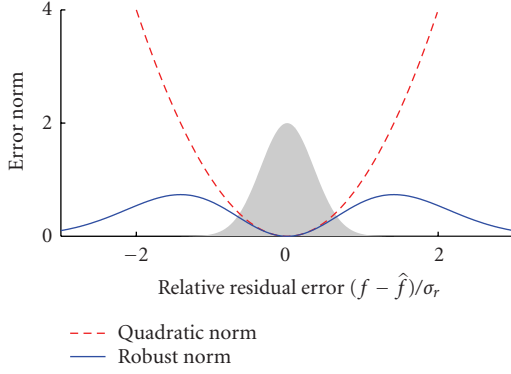 4
2
0
Error norm
−2
0
2
Relative residual error (f − f̂)/σᵣ
Quadratic norm
Robust norm